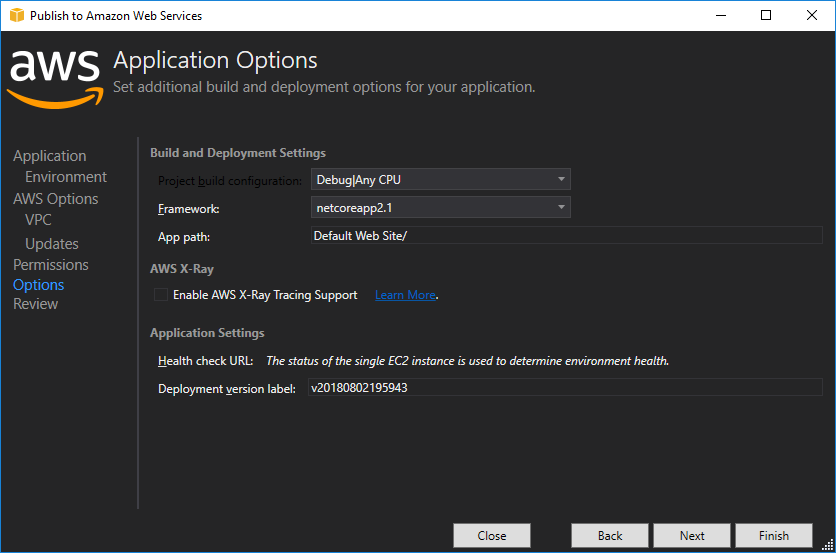 Publish to Amazon Web Services
aws
Application Options
Set additional build and deployment options for your application.
Application
Environment
AWS Options
VPC
Updates
Permissions
Options
Review
Build and Deployment Settings
Project build configuration: Debug|Any CPU
Framework: netcoreapp2.1
App path: Default Web Site/
AWS X-Ray
Enable AWS X-Ray Tracing Support Learn More.
Application Settings
Health check URL: The status of the single EC2 instance is used to determine environment health.
Deployment version label: v20180802195943
Close Back Next Finish